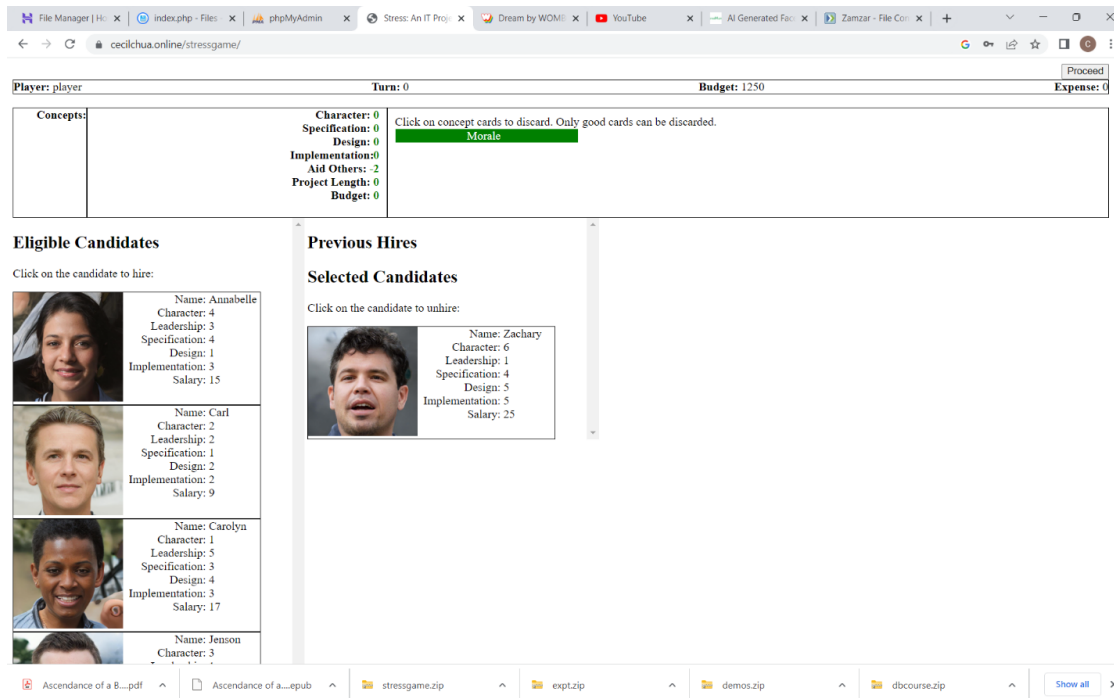 File Manager | Ho
index.php - Files
phpMyAdmin
Stress: An IT Proj
Dream by WOMB
YouTube
AI Generated Fac
Zamzar - File Con
cecilchua.online/stressgame/
G
C
Proceed
Player: player Turn: 0 Budget: 1250 Expense: 0
Concepts:
Character: 0
Specification: 0
Design: 0
Implementation:0
Aid Others: -2
Project Length: 0
Budget: 0
Click on concept cards to discard. Only good cards can be discarded.
Morale
Eligible Candidates
Click on the candidate to hire:
Name: Annabelle
Character: 4
Leadership: 3
Specification: 4
Design: 1
Implementation: 3
Salary: 15
Name: Carl
Character: 2
Leadership: 2
Specification: 1
Design: 2
Implementation: 2
Salary: 9
Name: Carolyn
Character: 1
Leadership: 5
Specification: 3
Design: 4
Implementation: 3
Salary: 17
Name: Jenson
Character: 3
Previous Hires
Selected Candidates
Click on the candidate to unhire:
Name: Zachary
Character: 6
Leadership: 1
Specification: 4
Design: 5
Implementation: 5
Salary: 25
Ascendance of a B....pdf
Ascendance of a....epub
stressgame.zip
expt.zip
demos.zip
dbcourse.zip
Show all